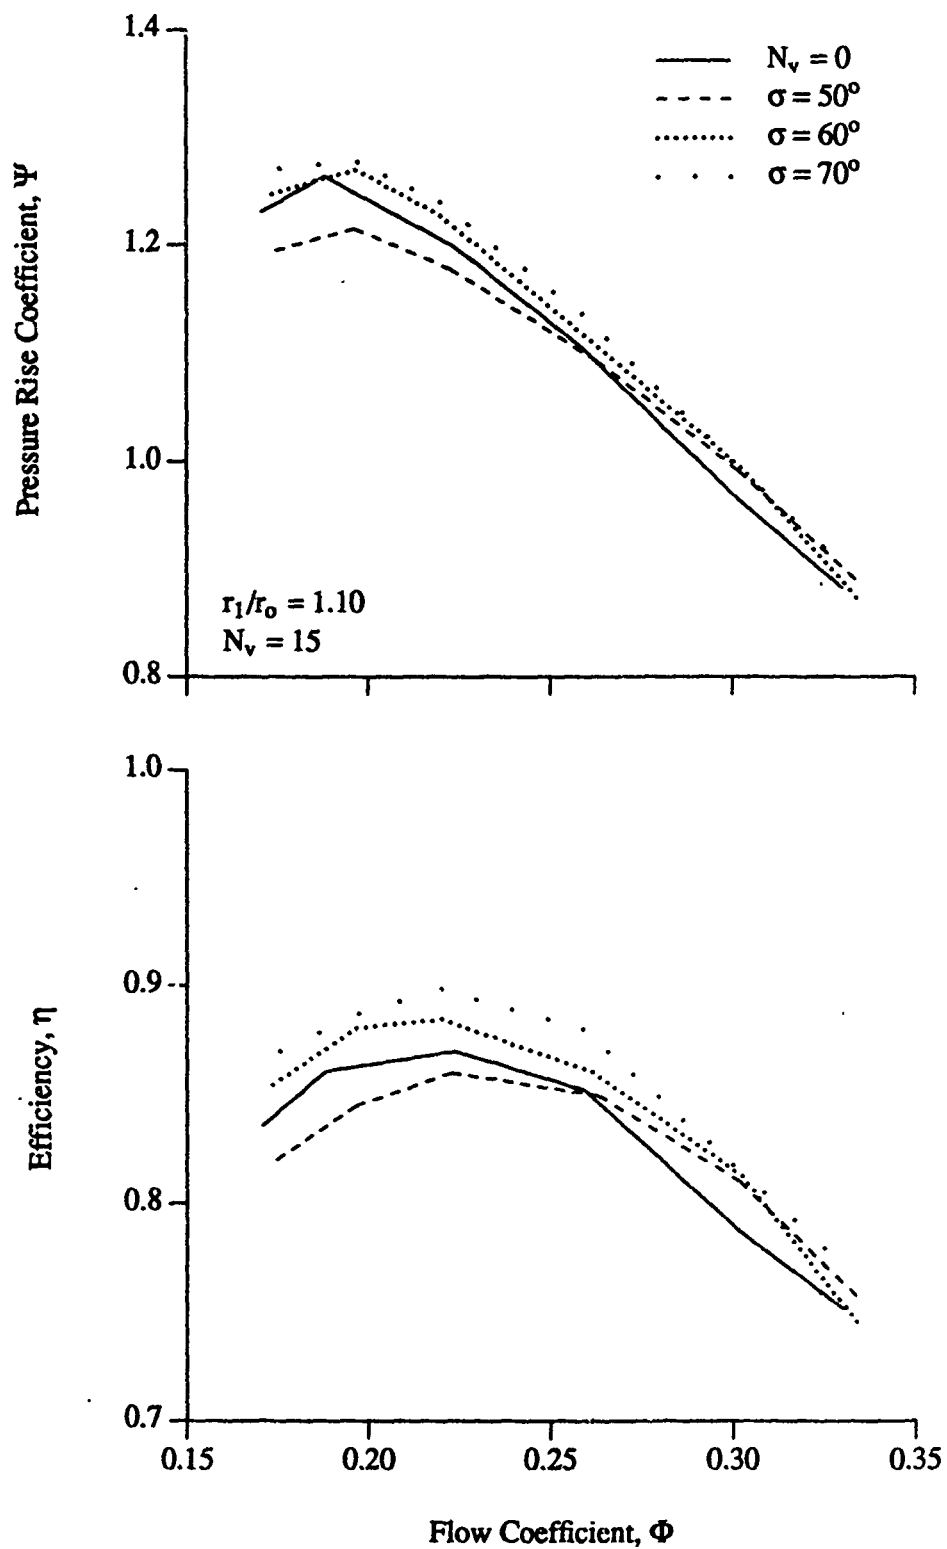 1.4
N_v = 0
σ = 50°
σ = 60°
σ = 70°
Pressure Rise Coefficient, Ψ
1.2
1.0
r_1/r_o = 1.10
N_v = 15
0.8
1.0
0.9
Efficiency, η
0.8
0.7
0.15 0.20 0.25 0.30 0.35
Flow Coefficient, Φ